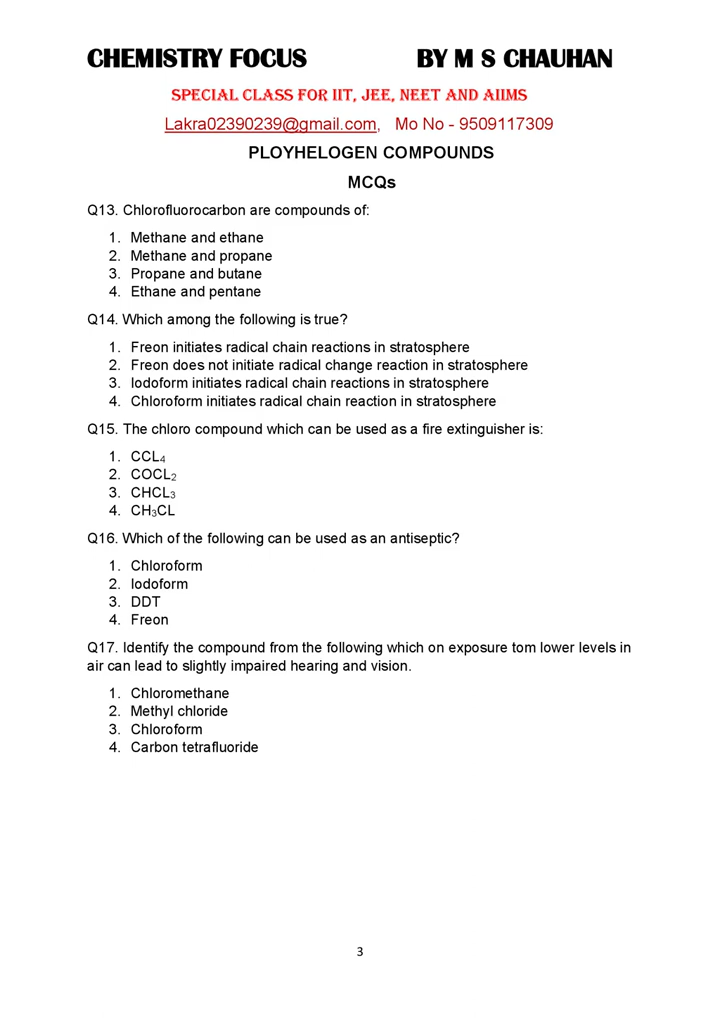 CHEMISTRY FOCUS BY M S CHAUHAN
SPECIAL CLASS FOR IIT, JEE, NEET AND AIIMS
Lakra02390239@gmail.com, Mo No - 9509117309
PLOYHELOGEN COMPOUNDS
MCQs
Q13. Chlorofluorocarbon are compounds of:
1. Methane and ethane
2. Methane and propane
3. Propane and butane
4. Ethane and pentane
Q14. Which among the following is true?
1. Freon initiates radical chain reactions in stratosphere
2. Freon does not initiate radical change reaction in stratosphere
3. Iodoform initiates radical chain reactions in stratosphere
4. Chloroform initiates radical chain reaction in stratosphere
Q15. The chloro compound which can be used as a fire extinguisher is:
1. CCL₄
2. COCL₂
3. CHCL₃
4. CH₃CL
Q16. Which of the following can be used as an antiseptic?
1. Chloroform
2. Iodoform
3. DDT
4. Freon
Q17. Identify the compound from the following which on exposure tom lower levels in
air can lead to slightly impaired hearing and vision.
1. Chloromethane
2. Methyl chloride
3. Chloroform
4. Carbon tetrafluoride
3